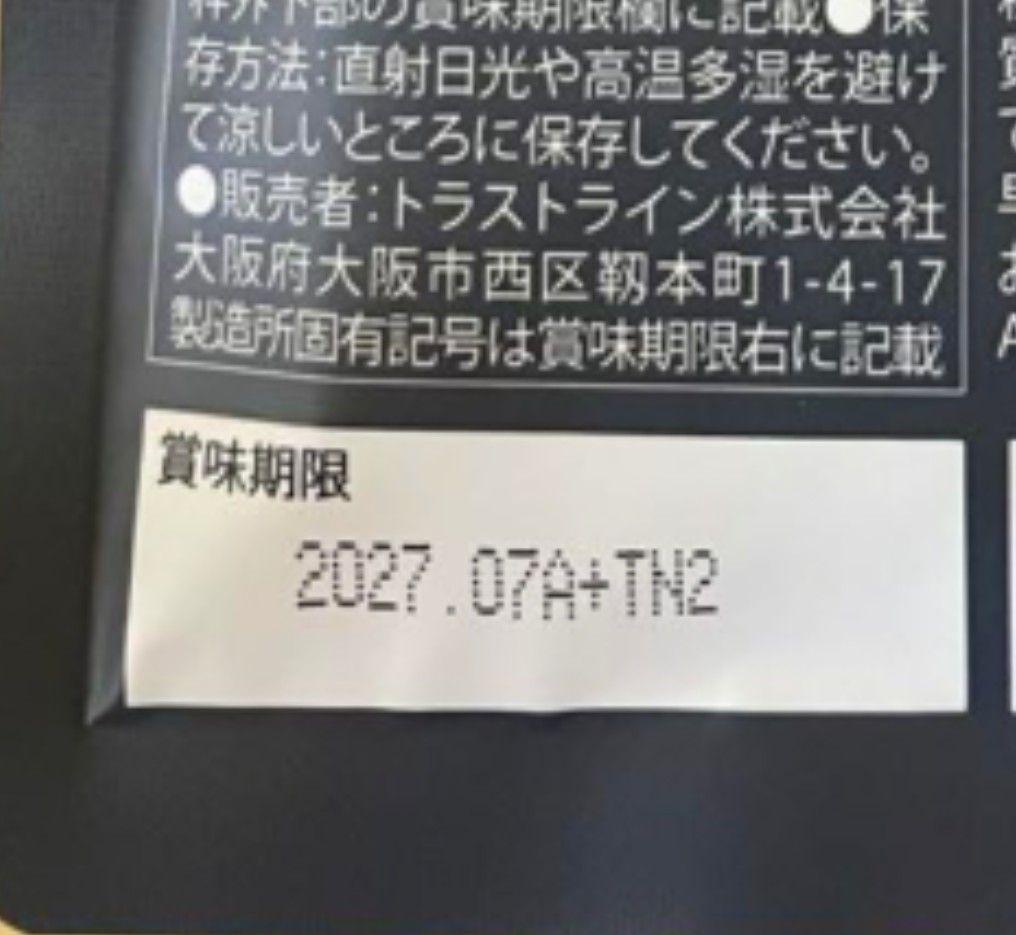 枠外下部の賞味期限欄に記載●保
存方法:直射日光や高温多湿を避け
て涼しいところに保存してください。
●販売者:トラストライン株式会社
大阪府大阪市西区靱本町1-4-17
製造所固有記号は賞味期限右に記載
賞味期限
2027.07A+TN2